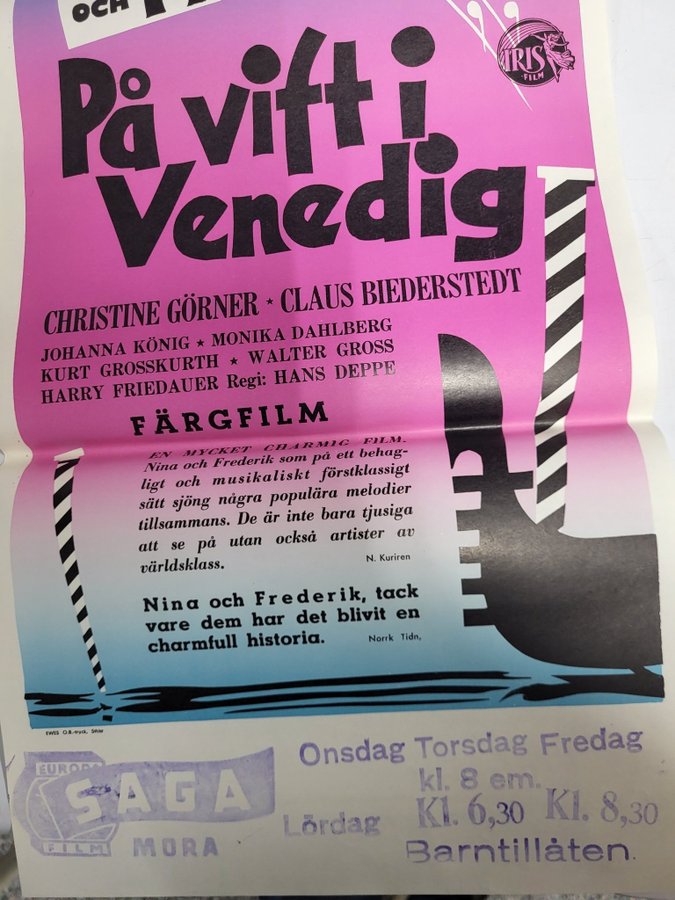 OCH
På vift i
Venedig
IRIS
FILM
CHRISTINE GÖRNER ★ CLAUS BIEDERSTEDT
JOHANNA KÖNIG ★ MONIKA DAHLBERG
KURT GROSSKURTH ★ WALTER GROSS
HARRY FRIEDAUER Regi: HANS DEPPE
FÄRGFILM
EN MYCKET CHARMIG FILM.
Nina och Frederik som på ett behag-
ligt och musikaliskt förstklassigt
sätt sjöng några populära melodier
tillsammans. De är inte bara tjusiga
att se på utan också artister av
världsklass.
N. Kuriren
Nina och Frederik, tack
vare dem har det blivit en
charmfull historia.
Norrk Tidn,
EUROPA
FILM
SAGA
MORA
Onsdag Torsdag Fredag
kl. 8 em.
Lördag Kl. 6,30 Kl. 8,30
Barntillåten.